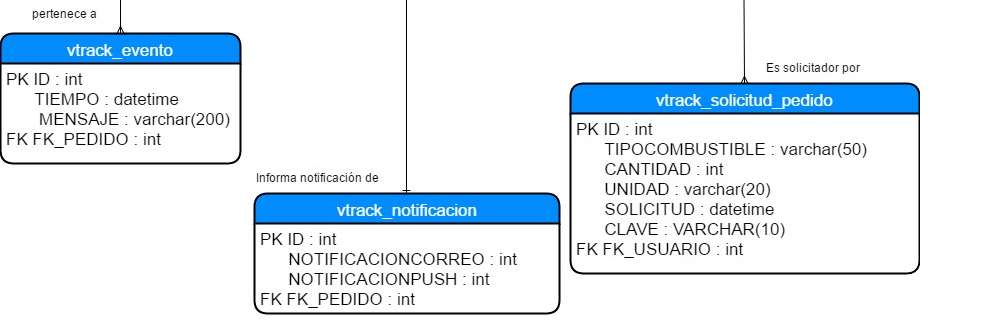 pertenece a
vtrack_evento
PK ID : int
TIEMPO : datetime
MENSAJE : varchar(200)
FK FK_PEDIDO : int
Informa notificación de
vtrack_notificacion
PK ID : int
NOTIFICACIONCORREO : int
NOTIFICACIONPUSH : int
FK FK_PEDIDO : int
Es solicitador por
vtrack_solicitud_pedido
PK ID : int
TIPOCOMBUSTIBLE : varchar(50)
CANTIDAD : int
UNIDAD : varchar(20)
SOLICITUD : datetime
CLAVE : VARCHAR(10)
FK FK_USUARIO : int